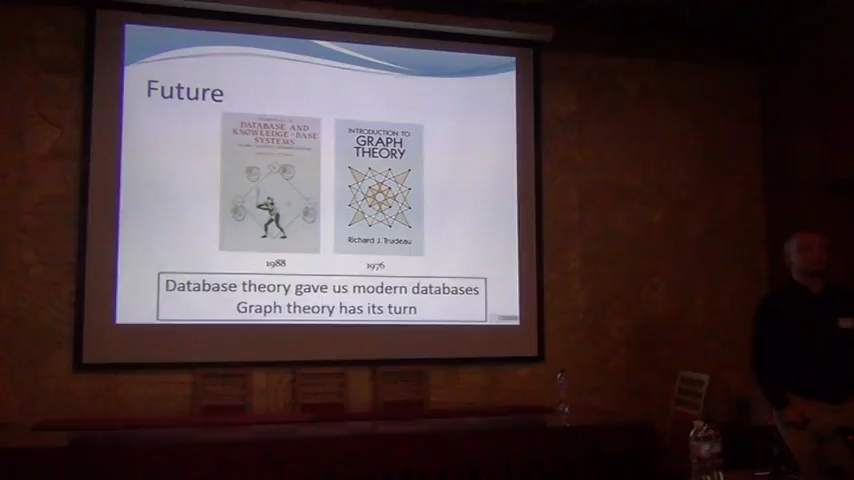 Future
DATABASE AND
KNOWLEDGE-BASE
SYSTEMS
INTRODUCTION TO
GRAPH
THEORY
Richard J. Trudeau
1988
1976
Database theory gave us modern databases
Graph theory has its turn